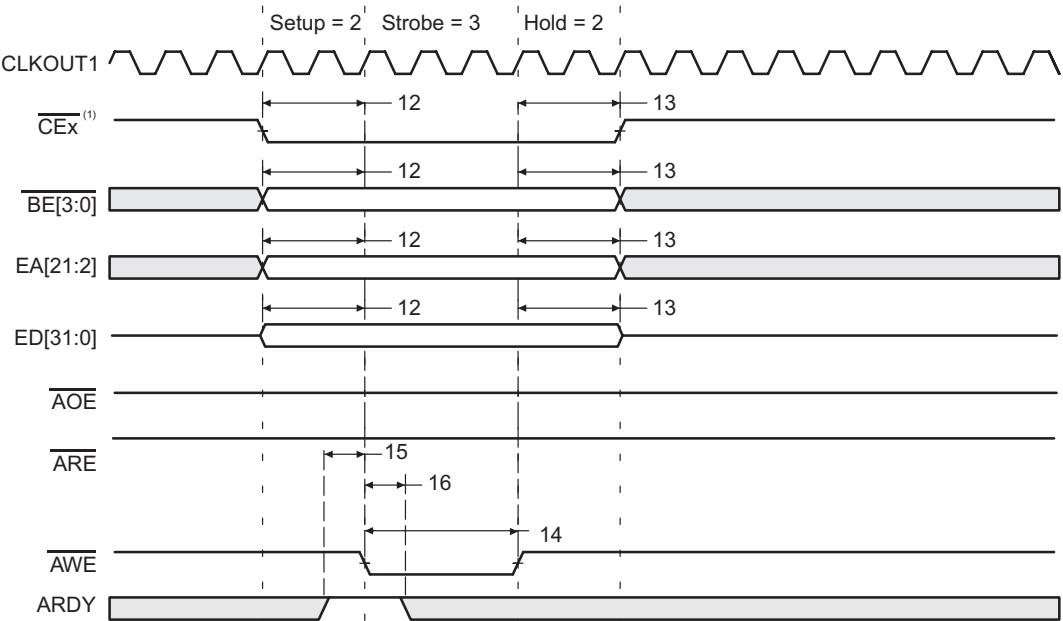 Setup = 2 Strobe = 3 Hold = 2
CLKOUT1
12 13
CEx (1)
12 13
BE[3:0]
12 13
EA[21:2]
12 13
ED[31:0]
AOE
15
ARE
16
14
AWE
ARDY